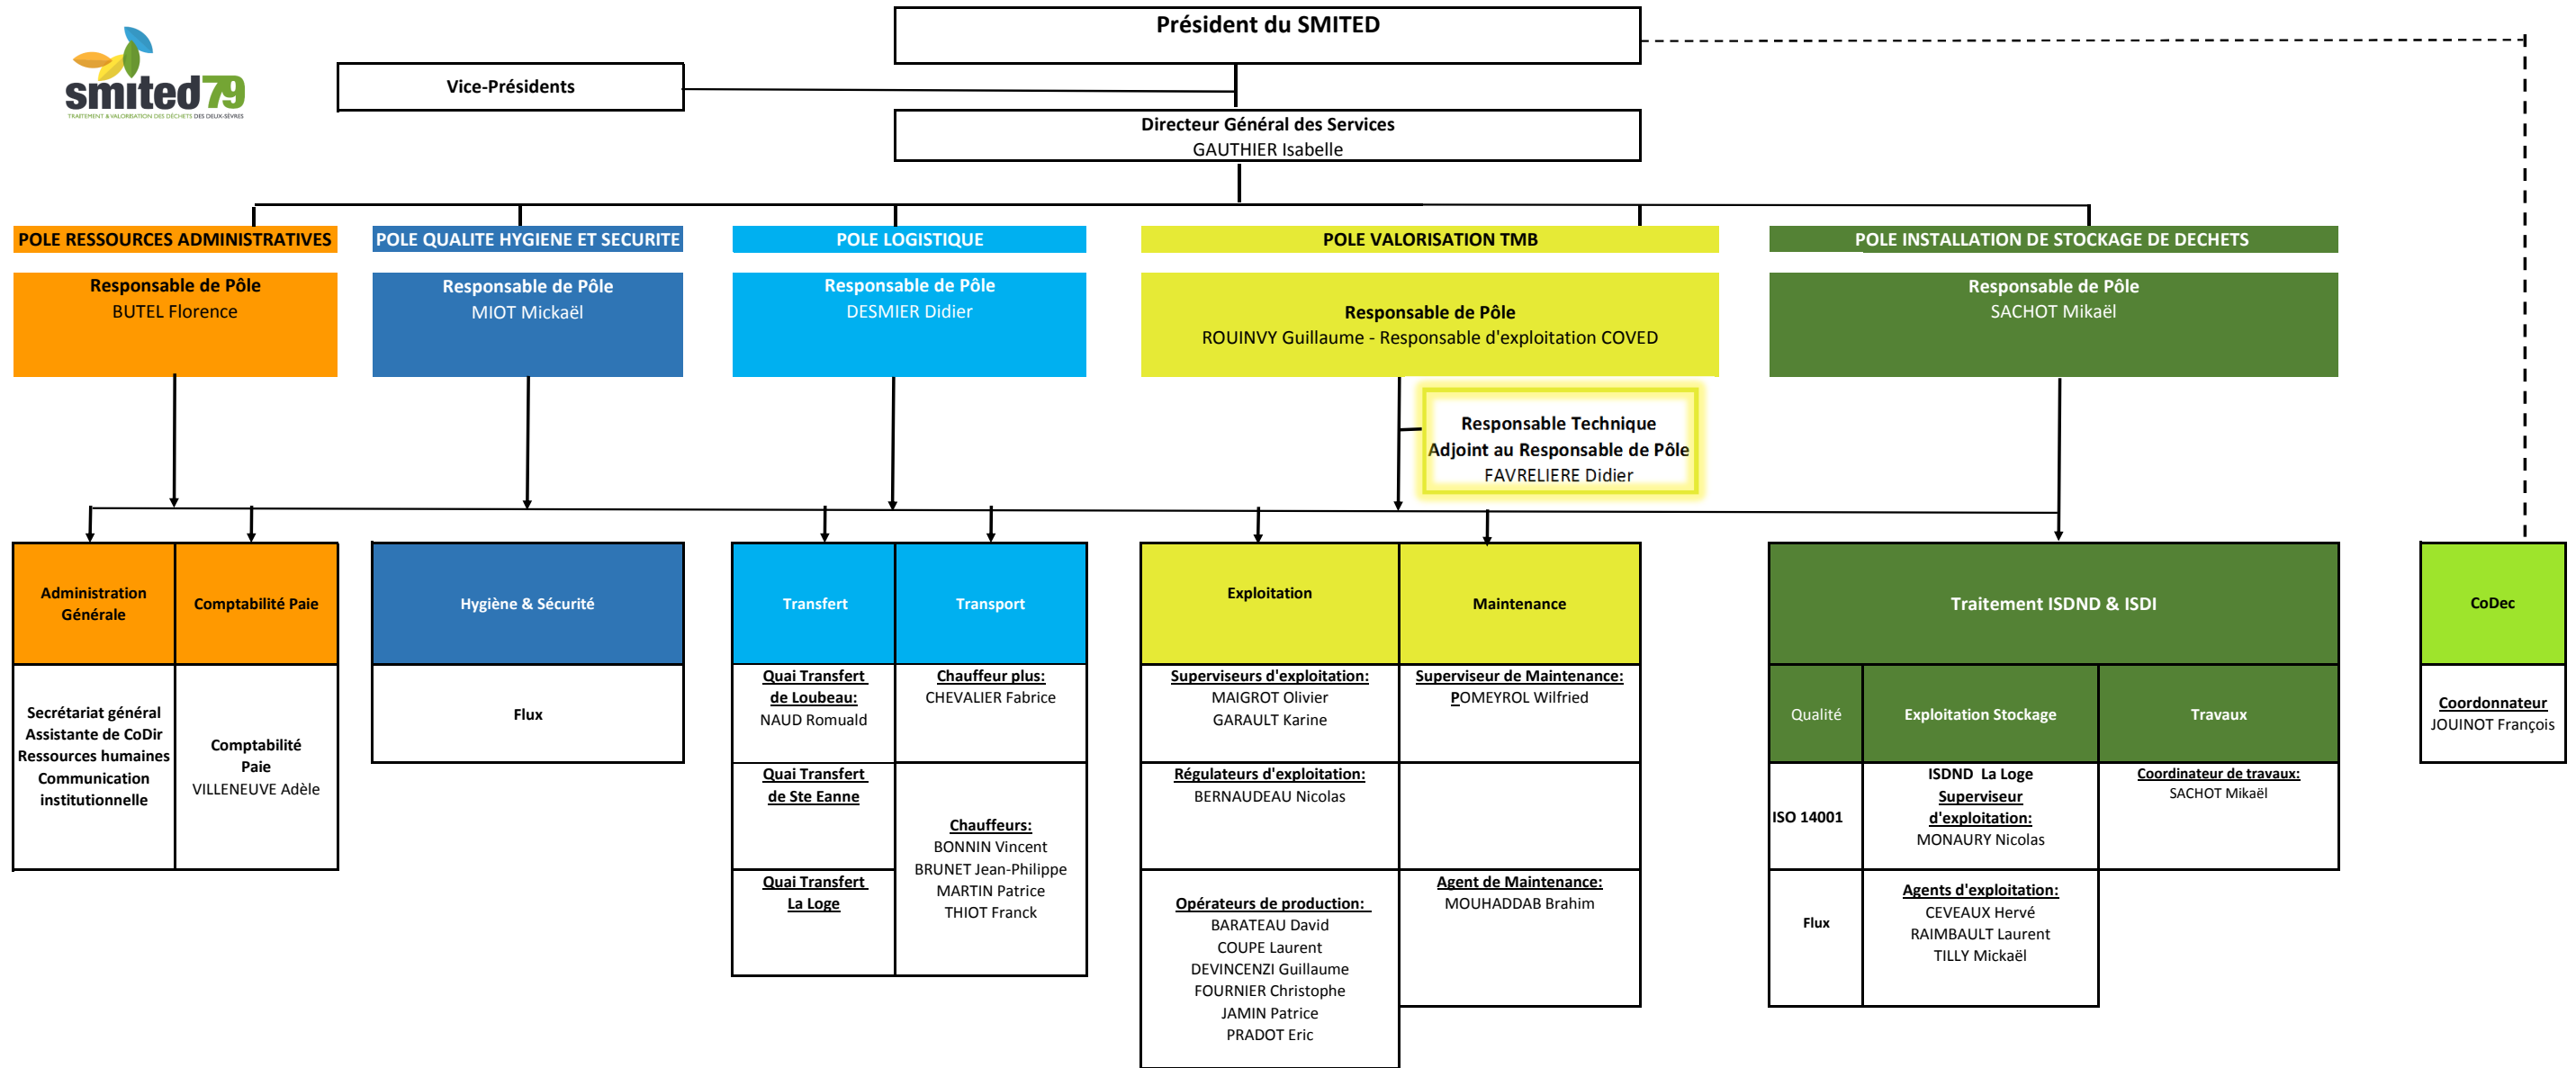 Président du SMITED
smited79
TRAITEMENT & VALORISATION DES DÉCHETS DES DEUX-SÈVRES
Vice-Présidents
Directeur Général des Services
GAUTHIER Isabelle
POLE RESSOURCES ADMINISTRATIVES
Responsable de Pôle
BUTEL Florence
POLE QUALITE HYGIENE ET SECURITE
Responsable de Pôle
MIOT Mickaël
POLE LOGISTIQUE
Responsable de Pôle
DESMIER Didier
POLE VALORISATION TMB
Responsable de Pôle
ROUINVY Guillaume - Responsable d'exploitation COVED
Responsable Technique
Adjoint au Responsable de Pôle
FAVRELIERE Didier
POLE INSTALLATION DE STOCKAGE DE DECHETS
Responsable de Pôle
SACHOT Mikaël
Administration
Générale
Secrétariat général
Assistante de CoDir
Ressources humaines
Communication
institutionnelle
Comptabilité Paie
Comptabilité
Paie
VILLENEUVE Adèle
Hygiène & Sécurité
Flux
Transfert
Quai Transfert
de Loubeau:
NAUD Romuald
Quai Transfert
de Ste Eanne
Quai Transfert
La Loge
Transport
Chauffeur plus:
CHEVALIER Fabrice
Chauffeurs:
BONNIN Vincent
BRUNET Jean-Philippe
MARTIN Patrice
THIOT Franck
Exploitation
Superviseurs d'exploitation:
MAIGROT Olivier
GARAULT Karine
Régulateurs d'exploitation:
BERNAUDEAU Nicolas
Opérateurs de production:
BARATEAU David
COUPE Laurent
DEVINCENZI Guillaume
FOURNIER Christophe
JAMIN Patrice
PRADOT Eric
Maintenance
Superviseur de Maintenance:
POMEYROL Wilfried
Agent de Maintenance:
MOUHADDAB Brahim
Traitement ISDND & ISDI
Qualité
ISO 14001
Flux
Exploitation Stockage
ISDND La Loge
Superviseur
d'exploitation:
MONAURY Nicolas
Agents d'exploitation:
CEVEAUX Hervé
RAIMBAULT Laurent
TILLY Mickaël
Travaux
Coordinateur de travaux:
SACHOT Mikaël
CoDec
Coordonnateur
JOUINOT François